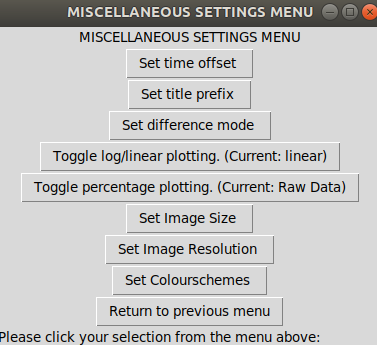 MISCELLANEOUS SETTINGS MENU
MISCELLANEOUS SETTINGS MENU
Set time offset
Set title prefix
Set difference mode
Toggle log/linear plotting. (Current: linear)
Toggle percentage plotting. (Current: Raw Data)
Set Image Size
Set Image Resolution
Set Colourschemes
Return to previous menu
Please click your selection from the menu above: